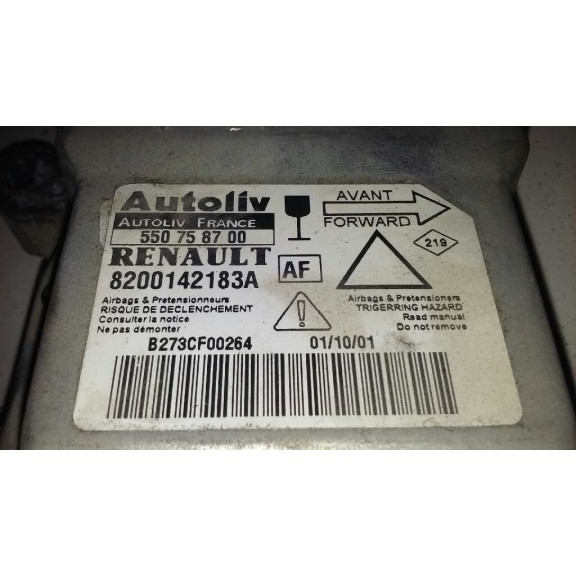 Autoliv
AUTOLIV FRANCE
550 75 87 00
RENAULT
8200142183A
AF
AVANT
FORWARD
219
Airbags & Pretensionneurs
RISQUE DE DECLENCHEMENT
Consulter la notice
Ne pas démonter
Airbags & Pretensioners
TRIGERRING HAZARD
Read manual
Do not remove
B273CF00264
01/10/01